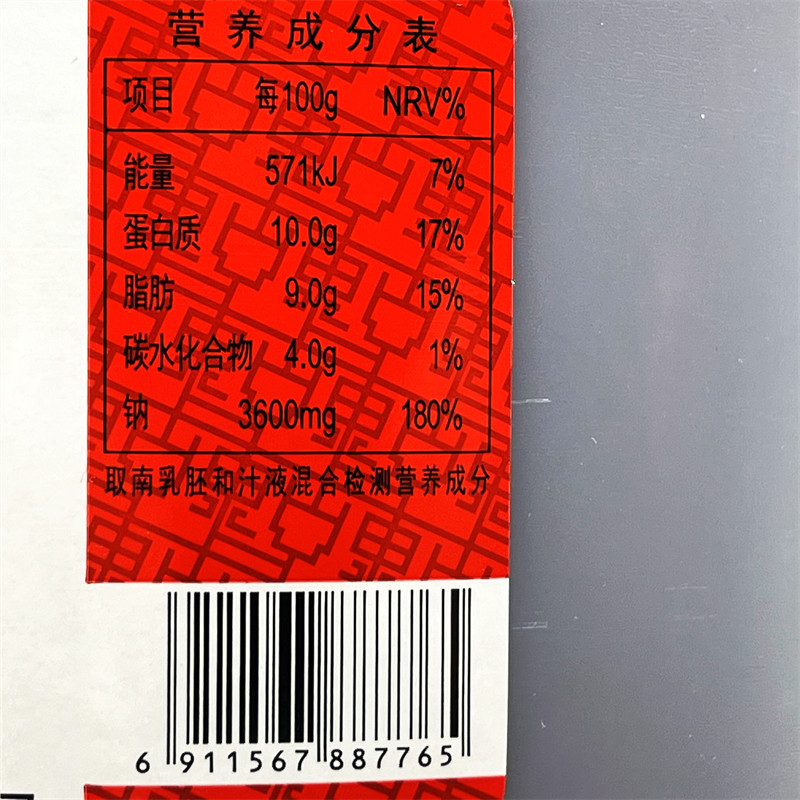 营养成分表
项目 每100g NRV%
能量 571kJ 7%
蛋白质 10.0g 17%
脂肪 9.0g 15%
碳水化合物 4.0g 1%
钠 3600mg 180%
取南乳胚和汁液混合检测营养成分
6 911567 887765